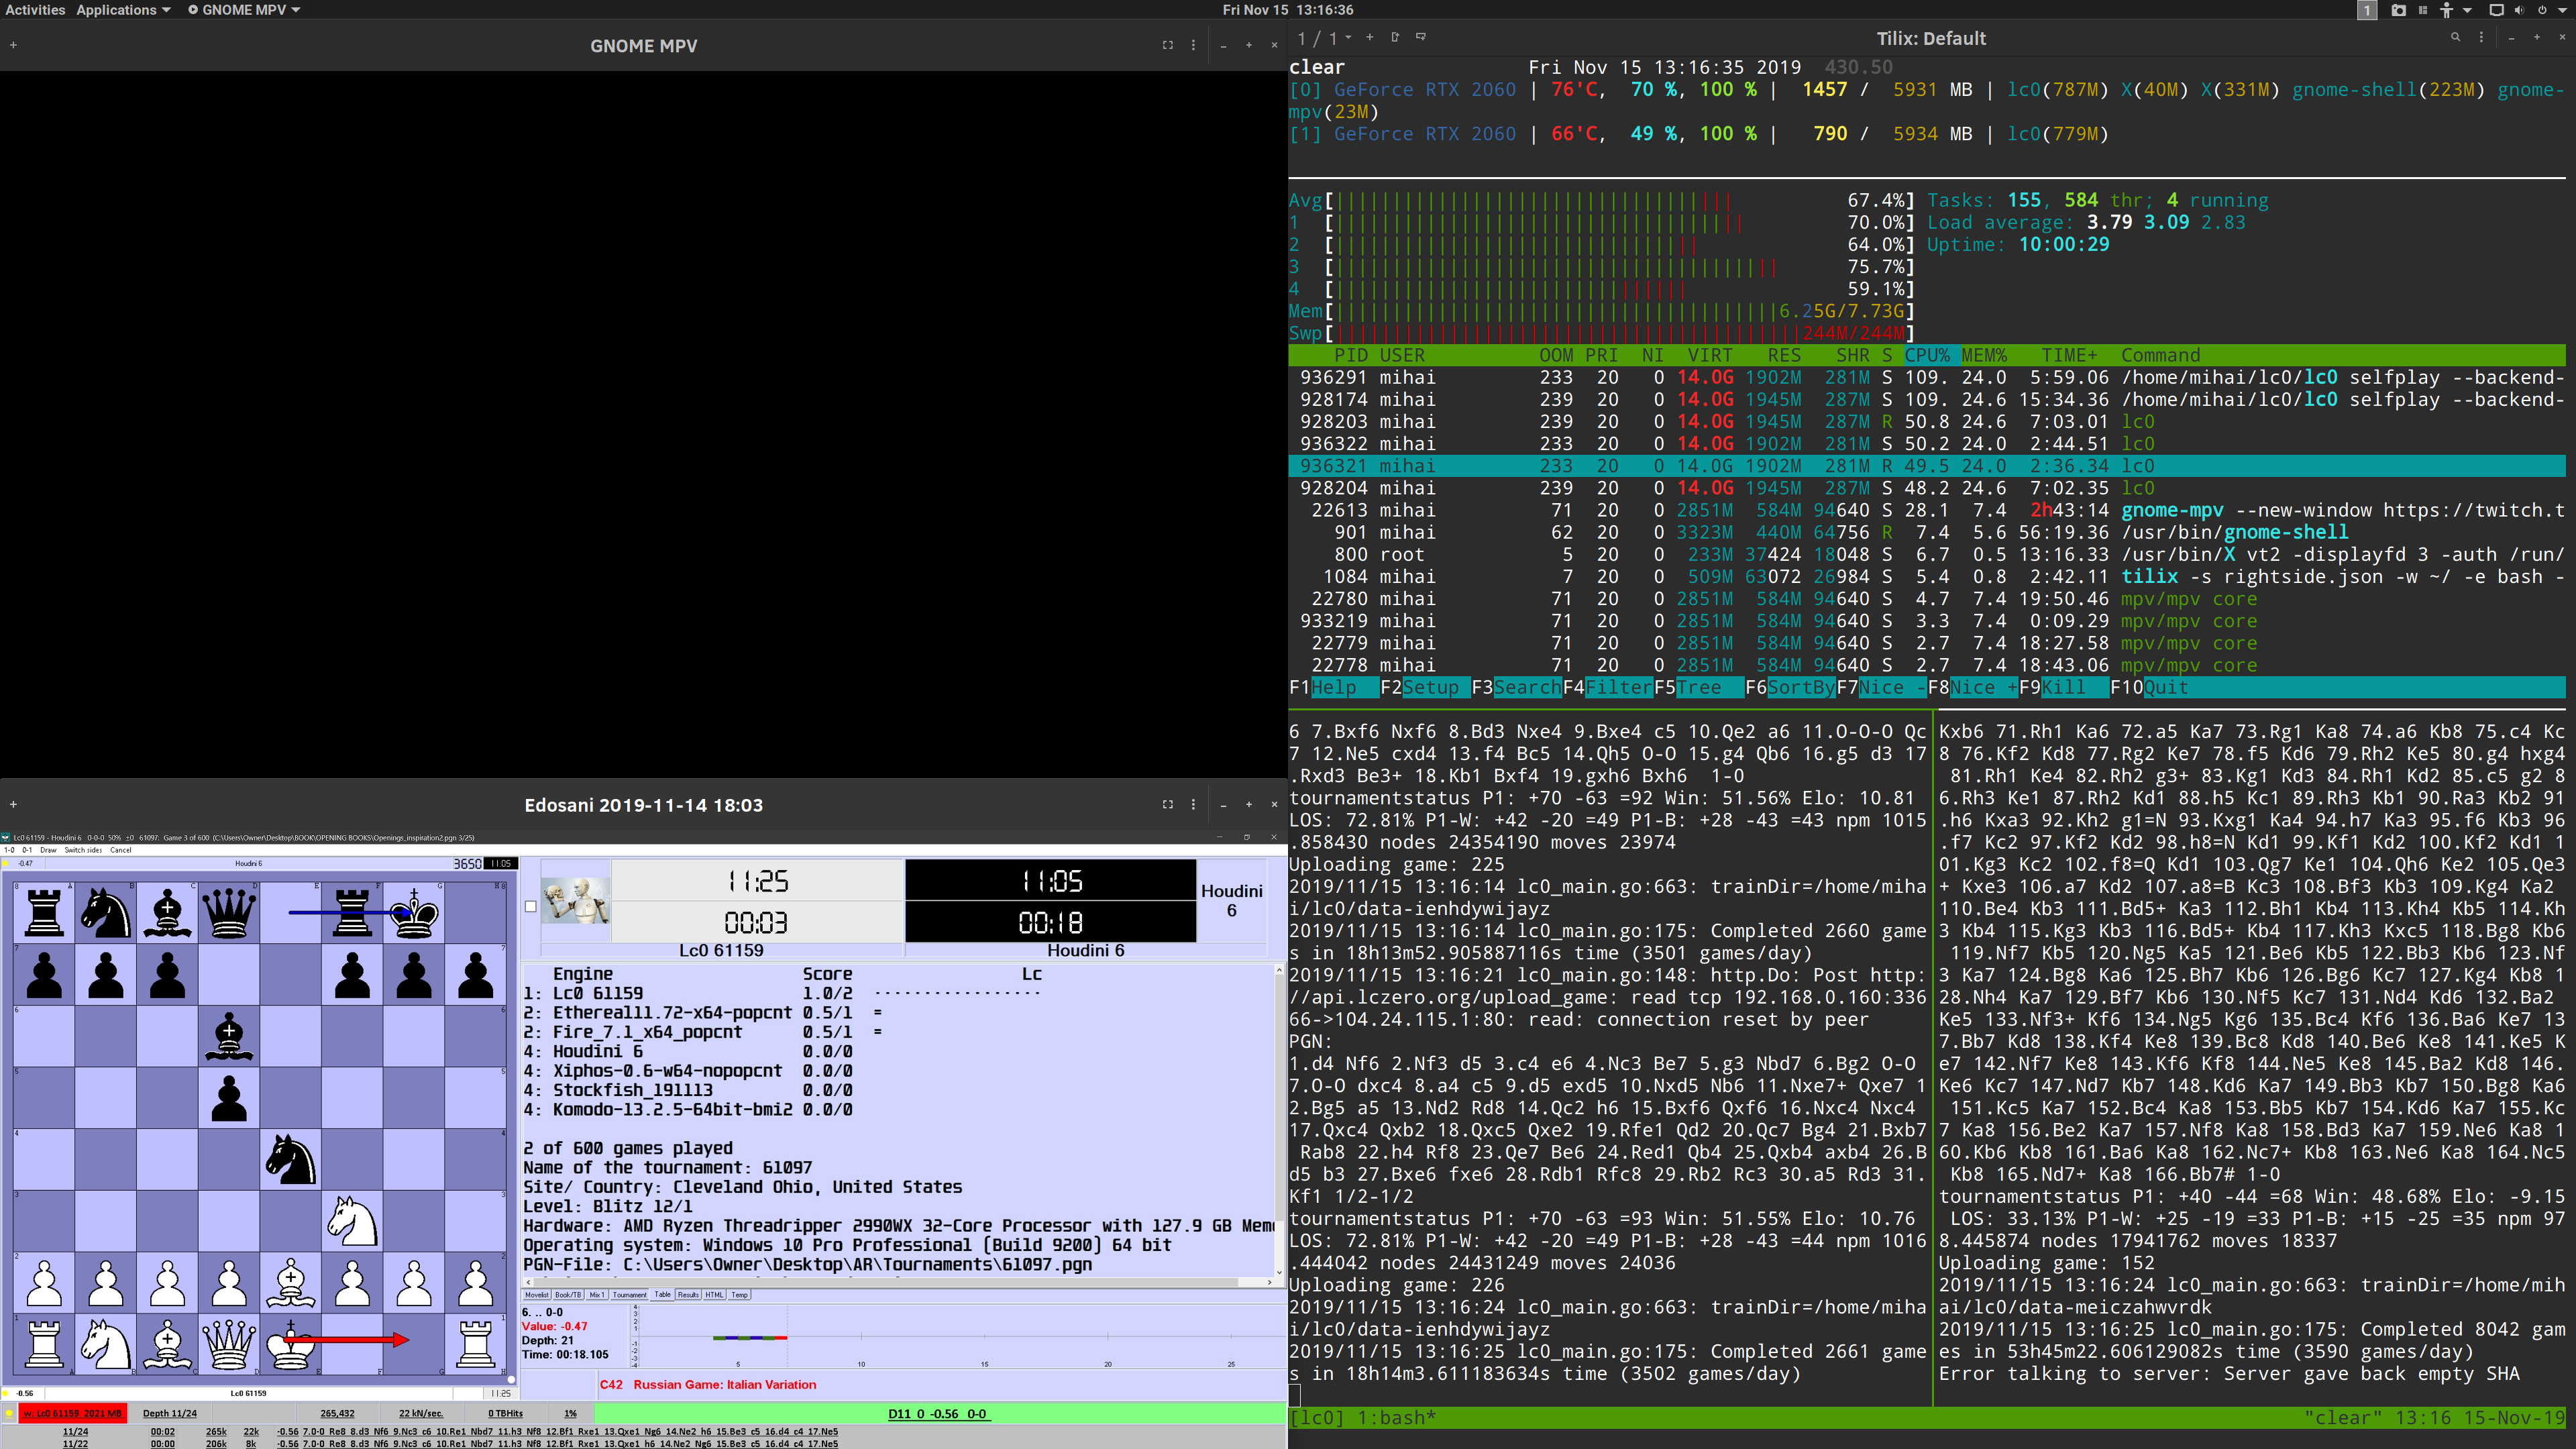 Activities Applications GNOME MPV Fri Nov 15 13:16:36 1
GNOME MPV
1 / 1 Tilix: Default
clear Fri Nov 15 13:16:35 2019 430.50
[0] GeForce RTX 2060 | 76'C, 70 %, 100 % | 1457 / 5931 MB | lc0(787M) X(40M) X(331M) gnome-shell(223M) gnome-
mpv(23M)
[1] GeForce RTX 2060 | 66'C, 49 %, 100 % | 790 / 5934 MB | lc0(779M)
Avg[ 67.4%] Tasks: 155, 584 thr; 4 running
1 [ 70.0%] Load average: 3.79 3.09 2.83
2 [ 64.0%] Uptime: 10:00:29
3 [ 75.7%]
4 [ 59.1%]
Mem[ 6.25G/7.73G]
Swp[ 244M/244M]
PID USER OOM PRI NI VIRT RES SHR S CPU% MEM% TIME+ Command
936291 mihai 233 20 0 14.0G 1902M 281M S 109. 24.0 5:59.06 /home/mihai/lc0/lc0 selfplay --backend-
928174 mihai 239 20 0 14.0G 1945M 287M S 109. 24.6 15:34.36 /home/mihai/lc0/lc0 selfplay --backend-
928203 mihai 239 20 0 14.0G 1945M 287M R 50.8 24.6 7:03.01 lc0
936322 mihai 233 20 0 14.0G 1902M 281M S 50.2 24.0 2:44.51 lc0
936321 mihai 233 20 0 14.0G 1902M 281M R 49.5 24.0 2:36.34 lc0
928204 mihai 239 20 0 14.0G 1945M 287M S 48.2 24.6 7:02.35 lc0
22613 mihai 71 20 0 2851M 584M 94640 S 28.1 7.4 2h43:14 gnome-mpv --new-window https://twitch.t
901 mihai 62 20 0 3323M 440M 64756 R 7.4 5.6 56:19.36 /usr/bin/gnome-shell
800 root 5 20 0 233M 37424 18048 S 6.7 0.5 13:16.33 /usr/bin/X vt2 -displayfd 3 -auth /run/
1084 mihai 7 20 0 509M 63072 26984 S 5.4 0.8 2:42.11 tilix -s rightside.json -w ~/ -e bash -
22780 mihai 71 20 0 2851M 584M 94640 S 4.7 7.4 19:50.46 mpv/mpv core
933219 mihai 71 20 0 2851M 584M 94640 S 3.3 7.4 0:09.29 mpv/mpv core
22779 mihai 71 20 0 2851M 584M 94640 S 2.7 7.4 18:27.58 mpv/mpv core
22778 mihai 71 20 0 2851M 584M 94640 S 2.7 7.4 18:43.06 mpv/mpv core
F1Help F2Setup F3SearchF4FilterF5Tree F6SortByF7Nice -F8Nice +F9Kill F10Quit
6 7.Bxf6 Nxf6 8.Bd3 Nxe4 9.Bxe4 c5 10.Qe2 a6 11.O-O-O Qc
7 12.Ne5 cxd4 13.f4 Bc5 14.Qh5 O-O 15.g4 Qb6 16.g5 d3 17
.Rxd3 Be3+ 18.Kb1 Bxf4 19.gxh6 Bxh6 1-0
tournamentstatus P1: +70 -63 =92 Win: 51.56% Elo: 10.81
LOS: 72.81% P1-W: +42 -20 =49 P1-B: +28 -43 =43 npm 1015
.858430 nodes 24354190 moves 23974
Uploading game: 225
2019/11/15 13:16:14 lc0_main.go:663: trainDir=/home/miha
i/lc0/data-ienhdywijayz
2019/11/15 13:16:14 lc0_main.go:175: Completed 2660 game
s in 18h13m52.905887116s time (3501 games/day)
2019/11/15 13:16:21 lc0_main.go:148: http.Do: Post http:
//api.lczero.org/upload_game: read tcp 192.168.0.160:336
66->104.24.115.1:80: read: connection reset by peer
PGN:
1.d4 Nf6 2.Nf3 d5 3.c4 e6 4.Nc3 Be7 5.g3 Nbd7 6.Bg2 O-O
7.O-O dxc4 8.a4 c5 9.d5 exd5 10.Nxd5 Nb6 11.Nxe7+ Qxe7 1
2.Bg5 a5 13.Nd2 Rd8 14.Qc2 h6 15.Bxf6 Qxf6 16.Nxc4 Nxc4
17.Qxc4 Qxb2 18.Qxc5 Qxe2 19.Rfe1 Qd2 20.Qc7 Bg4 21.Bxb7
Rab8 22.h4 Rf8 23.Qe7 Be6 24.Red1 Qb4 25.Qxb4 axb4 26.B
d5 b3 27.Bxe6 fxe6 28.Rdb1 Rfc8 29.Rb2 Rc3 30.a5 Rd3 31.
Kf1 1/2-1/2
tournamentstatus P1: +70 -63 =93 Win: 51.55% Elo: 10.76
LOS: 72.81% P1-W: +42 -20 =49 P1-B: +28 -43 =44 npm 1016
.444042 nodes 24431249 moves 24036
Uploading game: 226
2019/11/15 13:16:24 lc0_main.go:663: trainDir=/home/miha
i/lc0/data-ienhdywijayz
2019/11/15 13:16:25 lc0_main.go:175: Completed 2661 game
s in 18h14m3.611183634s time (3502 games/day)
Kxb6 71.Rh1 Ka6 72.a5 Ka7 73.Rg1 Ka8 74.a6 Kb8 75.c4 Kc
8 76.Kf2 Kd8 77.Rg2 Ke7 78.f5 Kd6 79.Rh2 Ke5 80.g4 hxg4
81.Rh1 Ke4 82.Rh2 g3+ 83.Kg1 Kd3 84.Rh1 Kd2 85.c5 g2 8
6.Rh3 Ke1 87.Rh2 Kd1 88.h5 Kc1 89.Rh3 Kb1 90.Ra3 Kb2 91
.h6 Kxa3 92.Kh2 g1=N 93.Kxg1 Ka4 94.h7 Ka3 95.f6 Kb3 96
.f7 Kc2 97.Kf2 Kd2 98.h8=N Kd1 99.Kf1 Kd2 100.Kf2 Kd1 1
01.Kg3 Kc2 102.f8=Q Kd1 103.Qg7 Ke1 104.Qh6 Ke2 105.Qe3
+ Kxe3 106.a7 Kd2 107.a8=B Kc3 108.Bf3 Kb3 109.Kg4 Ka2
110.Be4 Kb3 111.Bd5+ Ka3 112.Bh1 Kb4 113.Kh4 Kb5 114.Kh
3 Kb4 115.Kg3 Kb3 116.Bd5+ Kb4 117.Kh3 Kxc5 118.Bg8 Kb6
119.Nf7 Kb5 120.Ng5 Ka5 121.Be6 Kb5 122.Bb3 Kb6 123.Nf
3 Ka7 124.Bg8 Ka6 125.Bh7 Kb6 126.Bg6 Kc7 127.Kg4 Kb8 1
28.Nh4 Ka7 129.Bf7 Kb6 130.Nf5 Kc7 131.Nd4 Kd6 132.Ba2
Ke5 133.Nf3+ Kf6 134.Ng5 Kg6 135.Bc4 Kf6 136.Ba6 Ke7 13
7.Bb7 Kd8 138.Kf4 Ke8 139.Bc8 Kd8 140.Be6 Ke8 141.Ke5 K
e7 142.Nf7 Ke8 143.Kf6 Kf8 144.Ne5 Ke8 145.Ba2 Kd8 146.
Ke6 Kc7 147.Nd7 Kb7 148.Kd6 Ka7 149.Bb3 Kb7 150.Bg8 Ka6
151.Kc5 Ka7 152.Bc4 Ka8 153.Bb5 Kb7 154.Kd6 Ka7 155.Kc
7 Ka8 156.Be2 Ka7 157.Nf8 Ka8 158.Bd3 Ka7 159.Ne6 Ka8 1
60.Kb6 Kb8 161.Ba6 Ka8 162.Nc7+ Kb8 163.Ne6 Ka8 164.Nc5
Kb8 165.Nd7+ Ka8 166.Bb7# 1-0
tournamentstatus P1: +40 -44 =68 Win: 48.68% Elo: -9.15
LOS: 33.13% P1-W: +25 -19 =33 P1-B: +15 -25 =35 npm 97
8.445874 nodes 17941762 moves 18337
Uploading game: 152
2019/11/15 13:16:24 lc0_main.go:663: trainDir=/home/mih
ai/lc0/data-meiczahwvrdk
2019/11/15 13:16:25 lc0_main.go:175: Completed 8042 gam
es in 53h45m22.606129082s time (3590 games/day)
Error talking to server: Server gave back empty SHA
[lc0] 1:bash* "clear" 13:16 15-Nov-19
Edosani 2019-11-14 18:03
Lc0 61159 - Houdini 6 0-0-0 50% ±0 61097: Game 3 of 600 (C:\Users\Owner\Desktop\BOOK\OPENING BOOKS\Openings_inspiration2.pgn 3/25)
1-0 0-1 Draw Switch sides Cancel
-0.47 Houdini 6 3650 11:05
11:25 11:05
00:03 00:18
Houdini
6
Lc0 61159 Houdini 6
Engine Score Lc
1: Lc0 61159 1.0/2 · · · · · · · · · · · · · · · · ·
2: Ethereal11.72-x64-popcnt 0.5/1 =
2: Fire_7.1_x64_popcnt 0.5/1 =
4: Houdini 6 0.0/0
4: Xiphos-0.6-w64-nopopcnt 0.0/0
4: Stockfish_191113 0.0/0
4: Komodo-13.2.5-64bit-bmi2 0.0/0
2 of 600 games played
Name of the tournament: 61097
Site/ Country: Cleveland Ohio, United States
Level: Blitz 12/1
Hardware: AMD Ryzen Threadripper 2990WX 32-Core Processor with 127.9 GB Mem
Operating system: Windows 10 Pro Professional (Build 9200) 64 bit
PGN-File: C:\Users\Owner\Desktop\AR\Tournaments\61097.pgn
Movelist Book/TB Mix 1 Tournament Table Results HTML Temp
6. .. 0-0
Value: -0.47
Depth: 21
Time: 00:18.105
5 10 15 20 25
C42 Russian Game: Italian Variation
-0.56 Lc0 61159 11:25
w: Lc0 61159, 2021 MB Depth 11/24 265,432 22 kN/sec. 0 TBHits 1% D11 0 -0.56 0-0
11/24 00:02 265k 22k -0.56 7.0-0 Re8 8.d3 Nf6 9.Nc3 c6 10.Re1 Nbd7 11.h3 Nf8 12.Bf1 Rxe1 13.Qxe1 Ng6 14.Ne2 h6 15.Be3 c5 16.d4 c4 17.Ne5
11/22 00:00 206k 8k -0.56 7.0-0 Re8 8.d3 Nf6 9.Nc3 c6 10.Re1 Nbd7 11.h3 Nf8 12.Bf1 Rxe1 13.Qxe1 h6 14.Ne2 Ng6 15.Be3 c5 16.d4 c4 17.Ne5